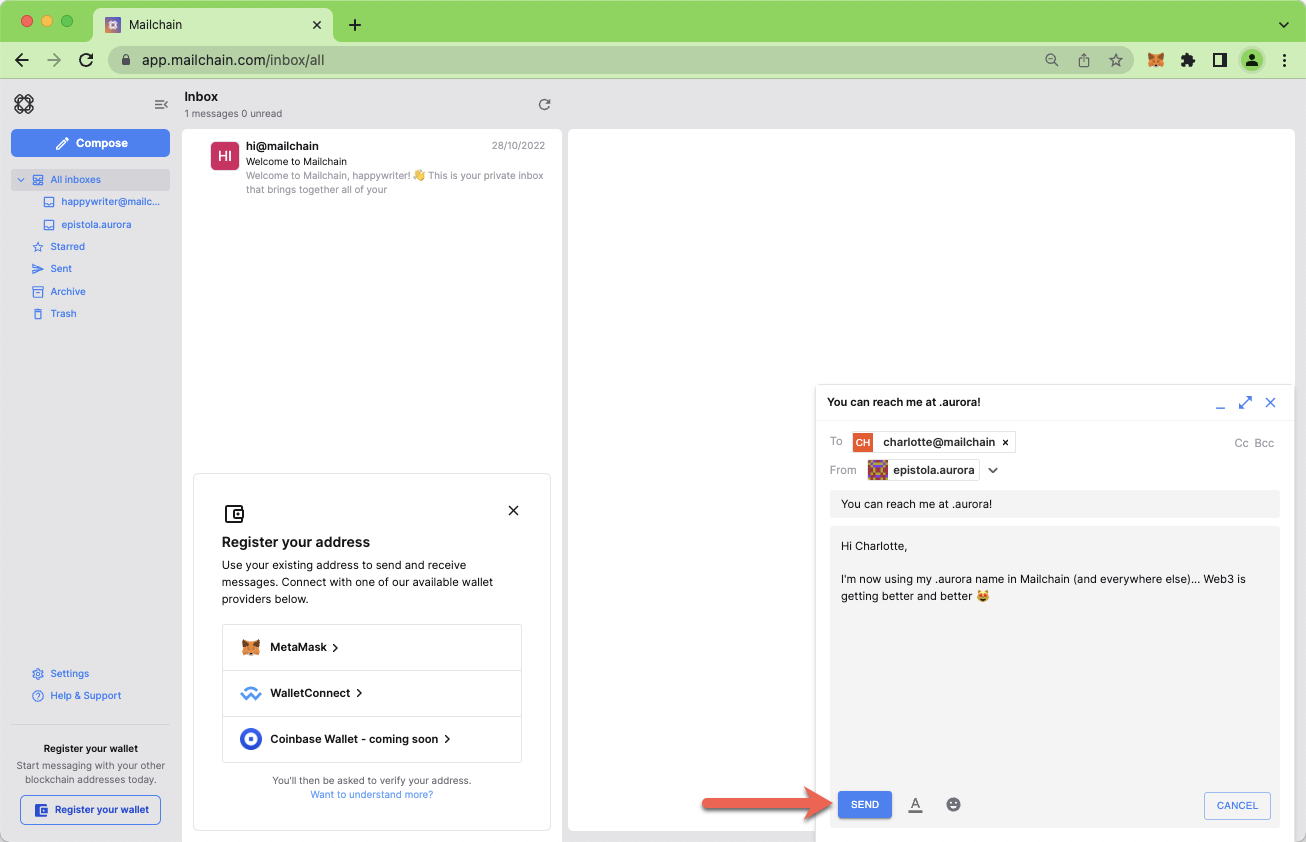 Mailchain
app.mailchain.com/inbox/all
Compose
All inboxes
happywriter@mailc...
epistola.aurora
Starred
Sent
Archive
Trash
Settings
Help & Support
Register your wallet
Start messaging with your other
blockchain addresses today.
Register your wallet
Inbox
1 messages 0 unread
HI
hi@mailchain
28/10/2022
Welcome to Mailchain
Welcome to Mailchain, happywriter! 👋 This is your private inbox
that brings together all of your
Register your address
Use your existing address to send and receive
messages. Connect with one of our available wallet
providers below.
MetaMask
WalletConnect
Coinbase Wallet - coming soon
You'll then be asked to verify your address.
Want to understand more?
You can reach me at .aurora!
To CH charlotte@mailchain × Cc Bcc
From epistola.aurora
You can reach me at .aurora!
Hi Charlotte,
I'm now using my .aurora name in Mailchain (and everywhere else)... Web3 is
getting better and better 😻
SEND A CANCEL